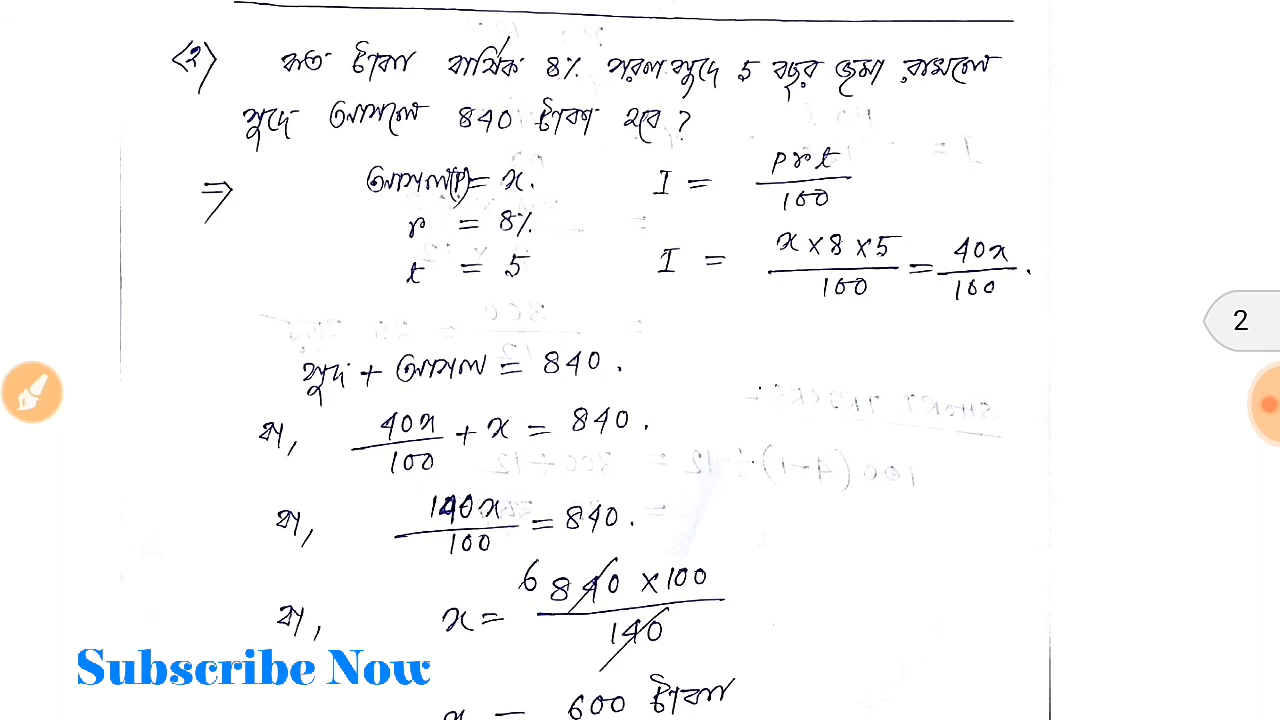 (২) কত টাকা বার্ষিক 8% সরল সুদে 5 বছর জমা রাখলে
সুদে আসলে 840 টাকা হবে ?
⇒ আসল(P) = x. I = prt/100
r = 8% I = x × 8 × 5/100 = 40x/100 .
t = 5
সুদ + আসল = 840 .
বা, 40x/100 + x = 840 .
বা, 140x/100 = 840 .
বা, x = 6 840 × 100/140
x = 600 টাকা
Subscribe Now
2